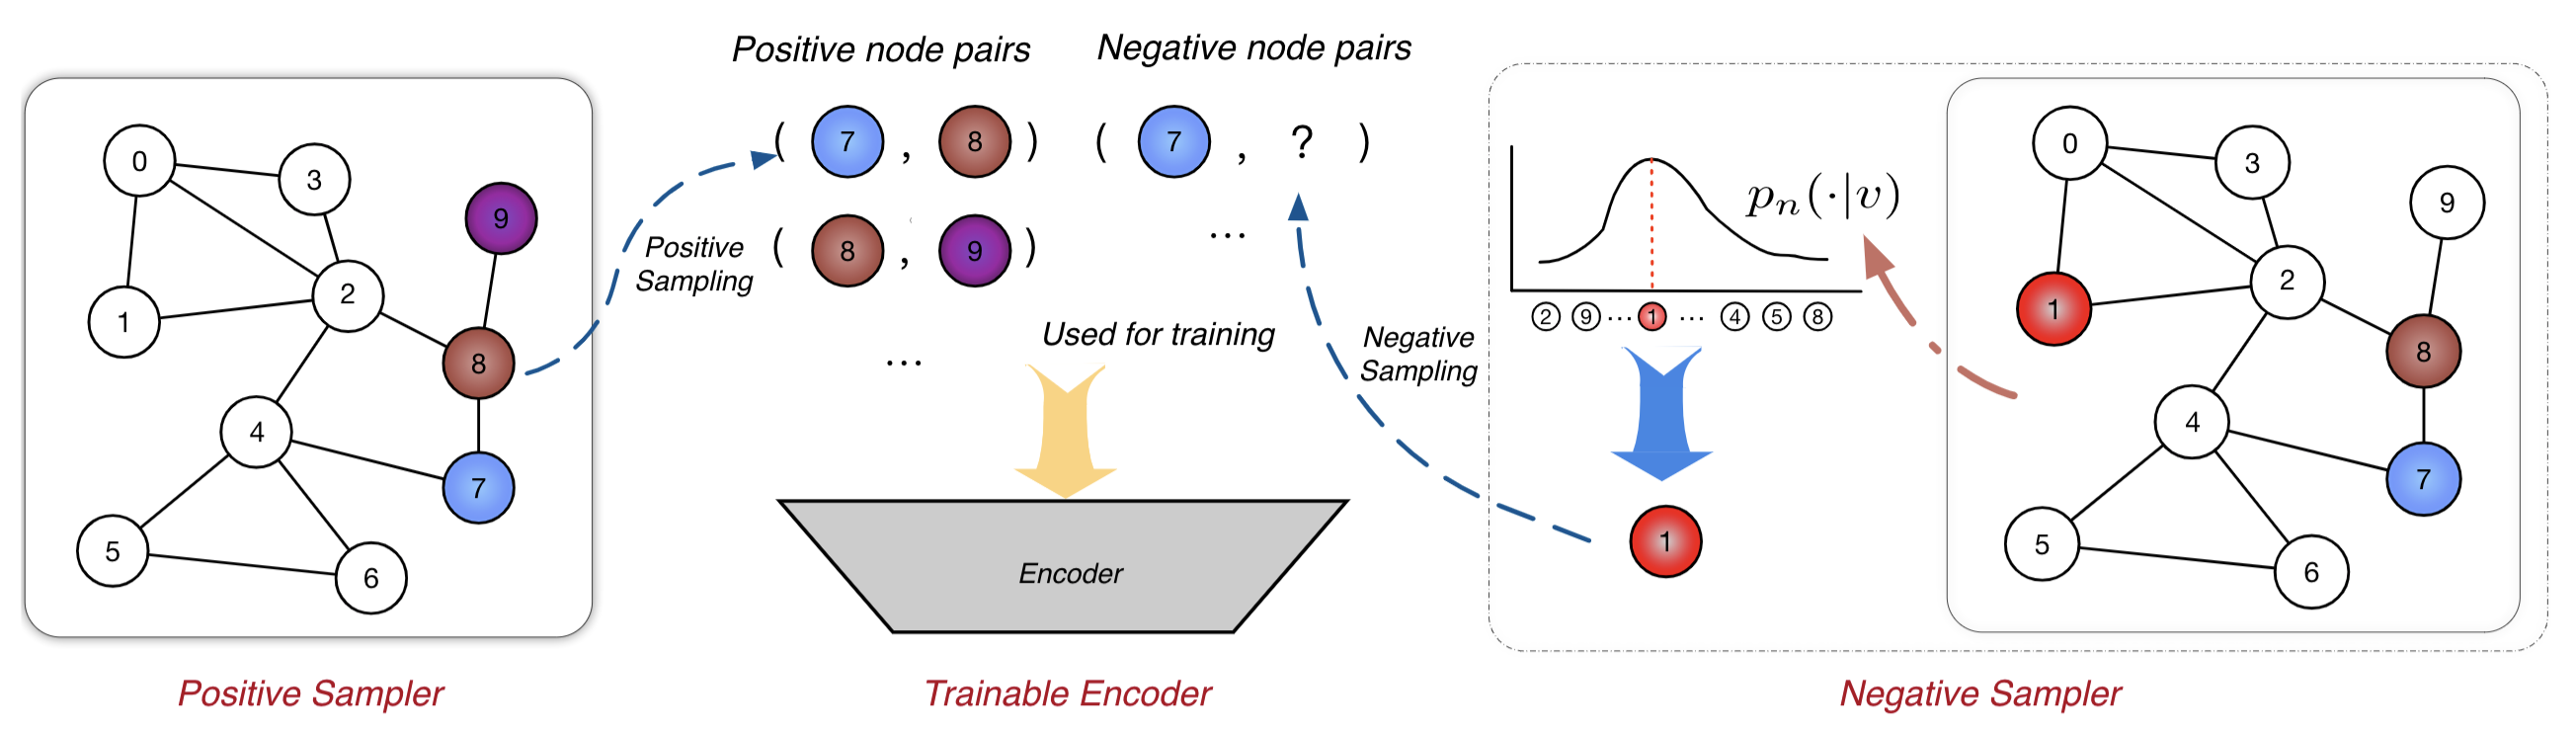 Positive node pairs
Negative node pairs
0
3
9
2
1
8
4
7
5
6
Positive
Sampling
( 7 , 8 )
( 8 , 9 )
...
( 7 , ? )
...
Used for training
Encoder
Negative
Sampling
pn(·|v)
2 9 ... 1 ... 4 5 8
1
0
3
9
2
1
8
4
7
5
6
Positive Sampler
Trainable Encoder
Negative Sampler